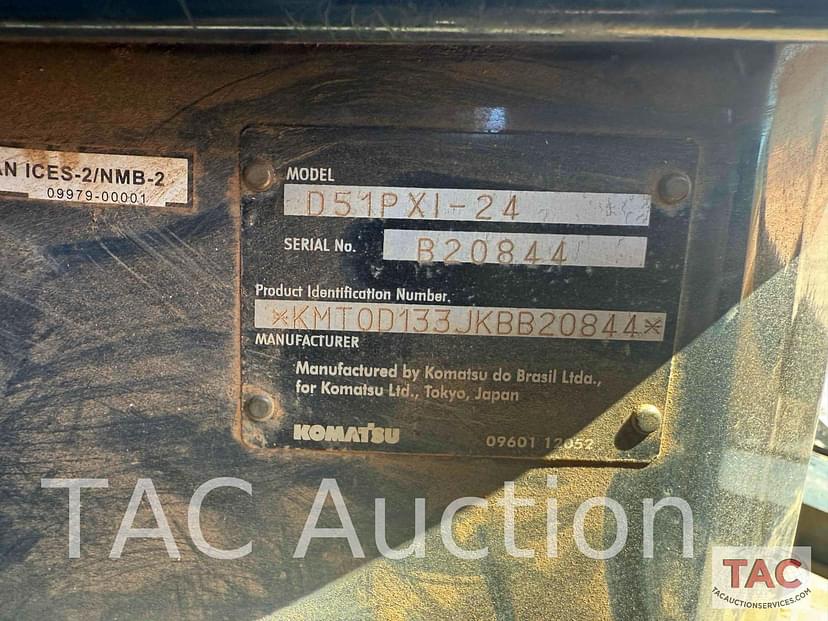 AN ICES-2/NMB-2
09979-00001
MODEL
D51PXI-24
SERIAL No.
B20844
Product Identification Number
*KMT0D133JKBB20844*
MANUFACTURER
Manufactured by Komatsu do Brasil Ltda.,
for Komatsu Ltd., Tokyo, Japan
KOMATSU
09601 12052
TAC Auction
TAC
TACAUCTIONSERVICES.COM